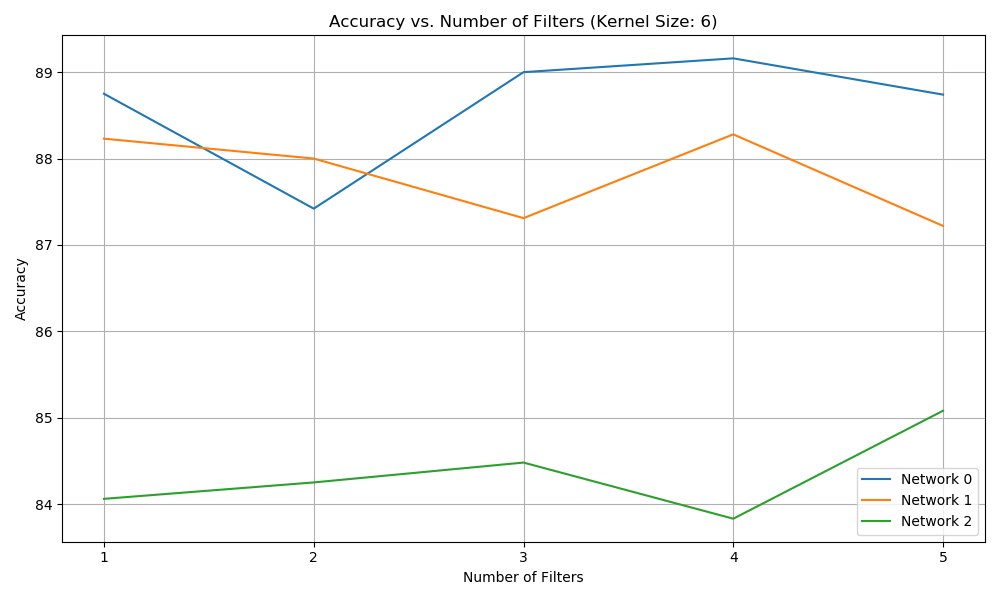 Accuracy vs. Number of Filters (Kernel Size: 6)
Accuracy
89
88
87
86
85
84
1 2 3 4 5
Number of Filters
Network 0
Network 1
Network 2